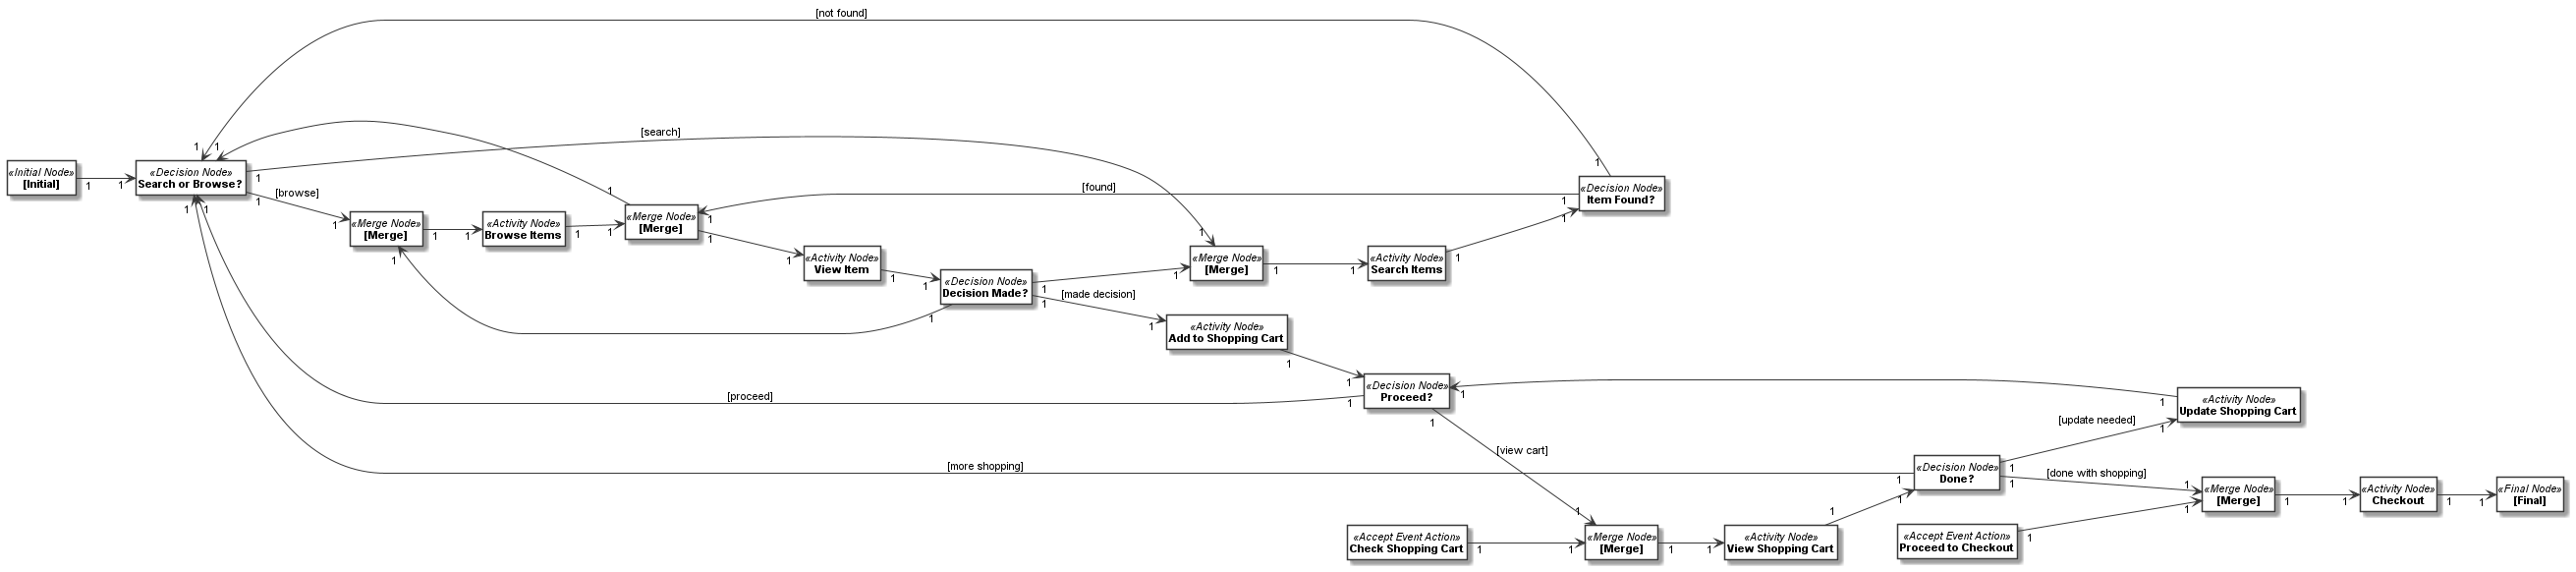 [not found]
[search]
«Initial Node»
[Initial]
1
1
«Decision Node»
Search or Browse?
1
1
1
1
1
1
[browse]
1
«Merge Node»
[Merge]
1
1
1
«Activity Node»
Browse Items
1
1
1
«Merge Node»
[Merge]
1
1
[found]
1
«Activity Node»
View Item
1
1
«Decision Node»
Decision Made?
1
1
1
[made decision]
1
1
«Merge Node»
[Merge]
1
1
«Activity Node»
Search Items
1
1
1
1
«Decision Node»
Item Found?
1
«Activity Node»
Add to Shopping Cart
1
1
«Decision Node»
Proceed?
1
1
1
[proceed]
[view cart]
[more shopping]
«Activity Node»
Update Shopping Cart
1
1
[update needed]
«Decision Node»
Done?
1
1
1
1
[done with shopping]
1
«Merge Node»
[Merge]
1
1
1
«Activity Node»
Checkout
1
1
«Final Node»
[Final]
«Accept Event Action»
Check Shopping Cart
1
1
1
«Merge Node»
[Merge]
1
1
«Activity Node»
View Shopping Cart
1
«Accept Event Action»
Proceed to Checkout
1